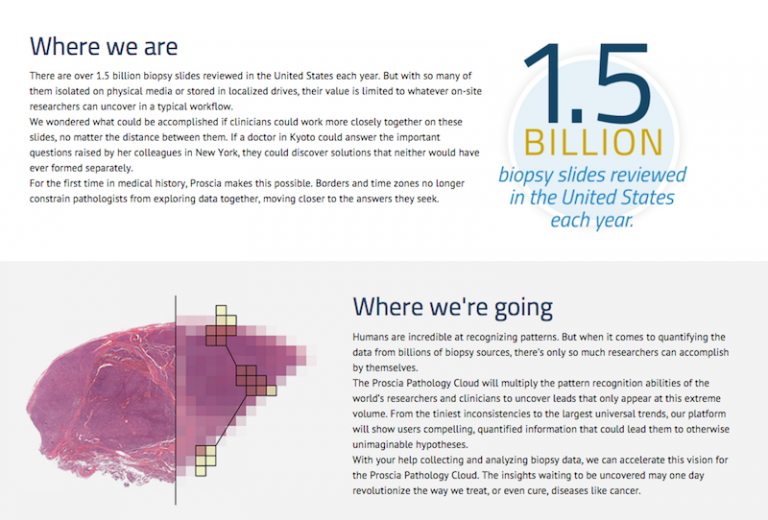 Where we are
There are over 1.5 billion biopsy slides reviewed in the United States each year. But with so many of
them isolated on physical media or stored in localized drives, their value is limited to whatever on-site
researchers can uncover in a typical workflow.
We wondered what could be accomplished if clinicians could work more closely together on these
slides, no matter the distance between them. If a doctor in Kyoto could answer the important
questions raised by her colleagues in New York, they could discover solutions that neither would have
ever formed separately.
For the first time in medical history, Proscia makes this possible. Borders and time zones no longer
constrain pathologists from exploring data together, moving closer to the answers they seek.
1.5
BILLION
biopsy slides reviewed
in the United States
each year.
Where we're going
Humans are incredible at recognizing patterns. But when it comes to quantifying the
data from billions of biopsy sources, there's only so much researchers can accomplish
by themselves.
The Proscia Pathology Cloud will multiply the pattern recognition abilities of the
world's researchers and clinicians to uncover leads that only appear at this extreme
volume. From the tiniest inconsistencies to the largest universal trends, our platform
will show users compelling, quantified information that could lead them to otherwise
unimaginable hypotheses.
With your help collecting and analyzing biopsy data, we can accelerate this vision for
the Proscia Pathology Cloud. The insights waiting to be uncovered may one day
revolutionize the way we treat, or even cure, diseases like cancer.